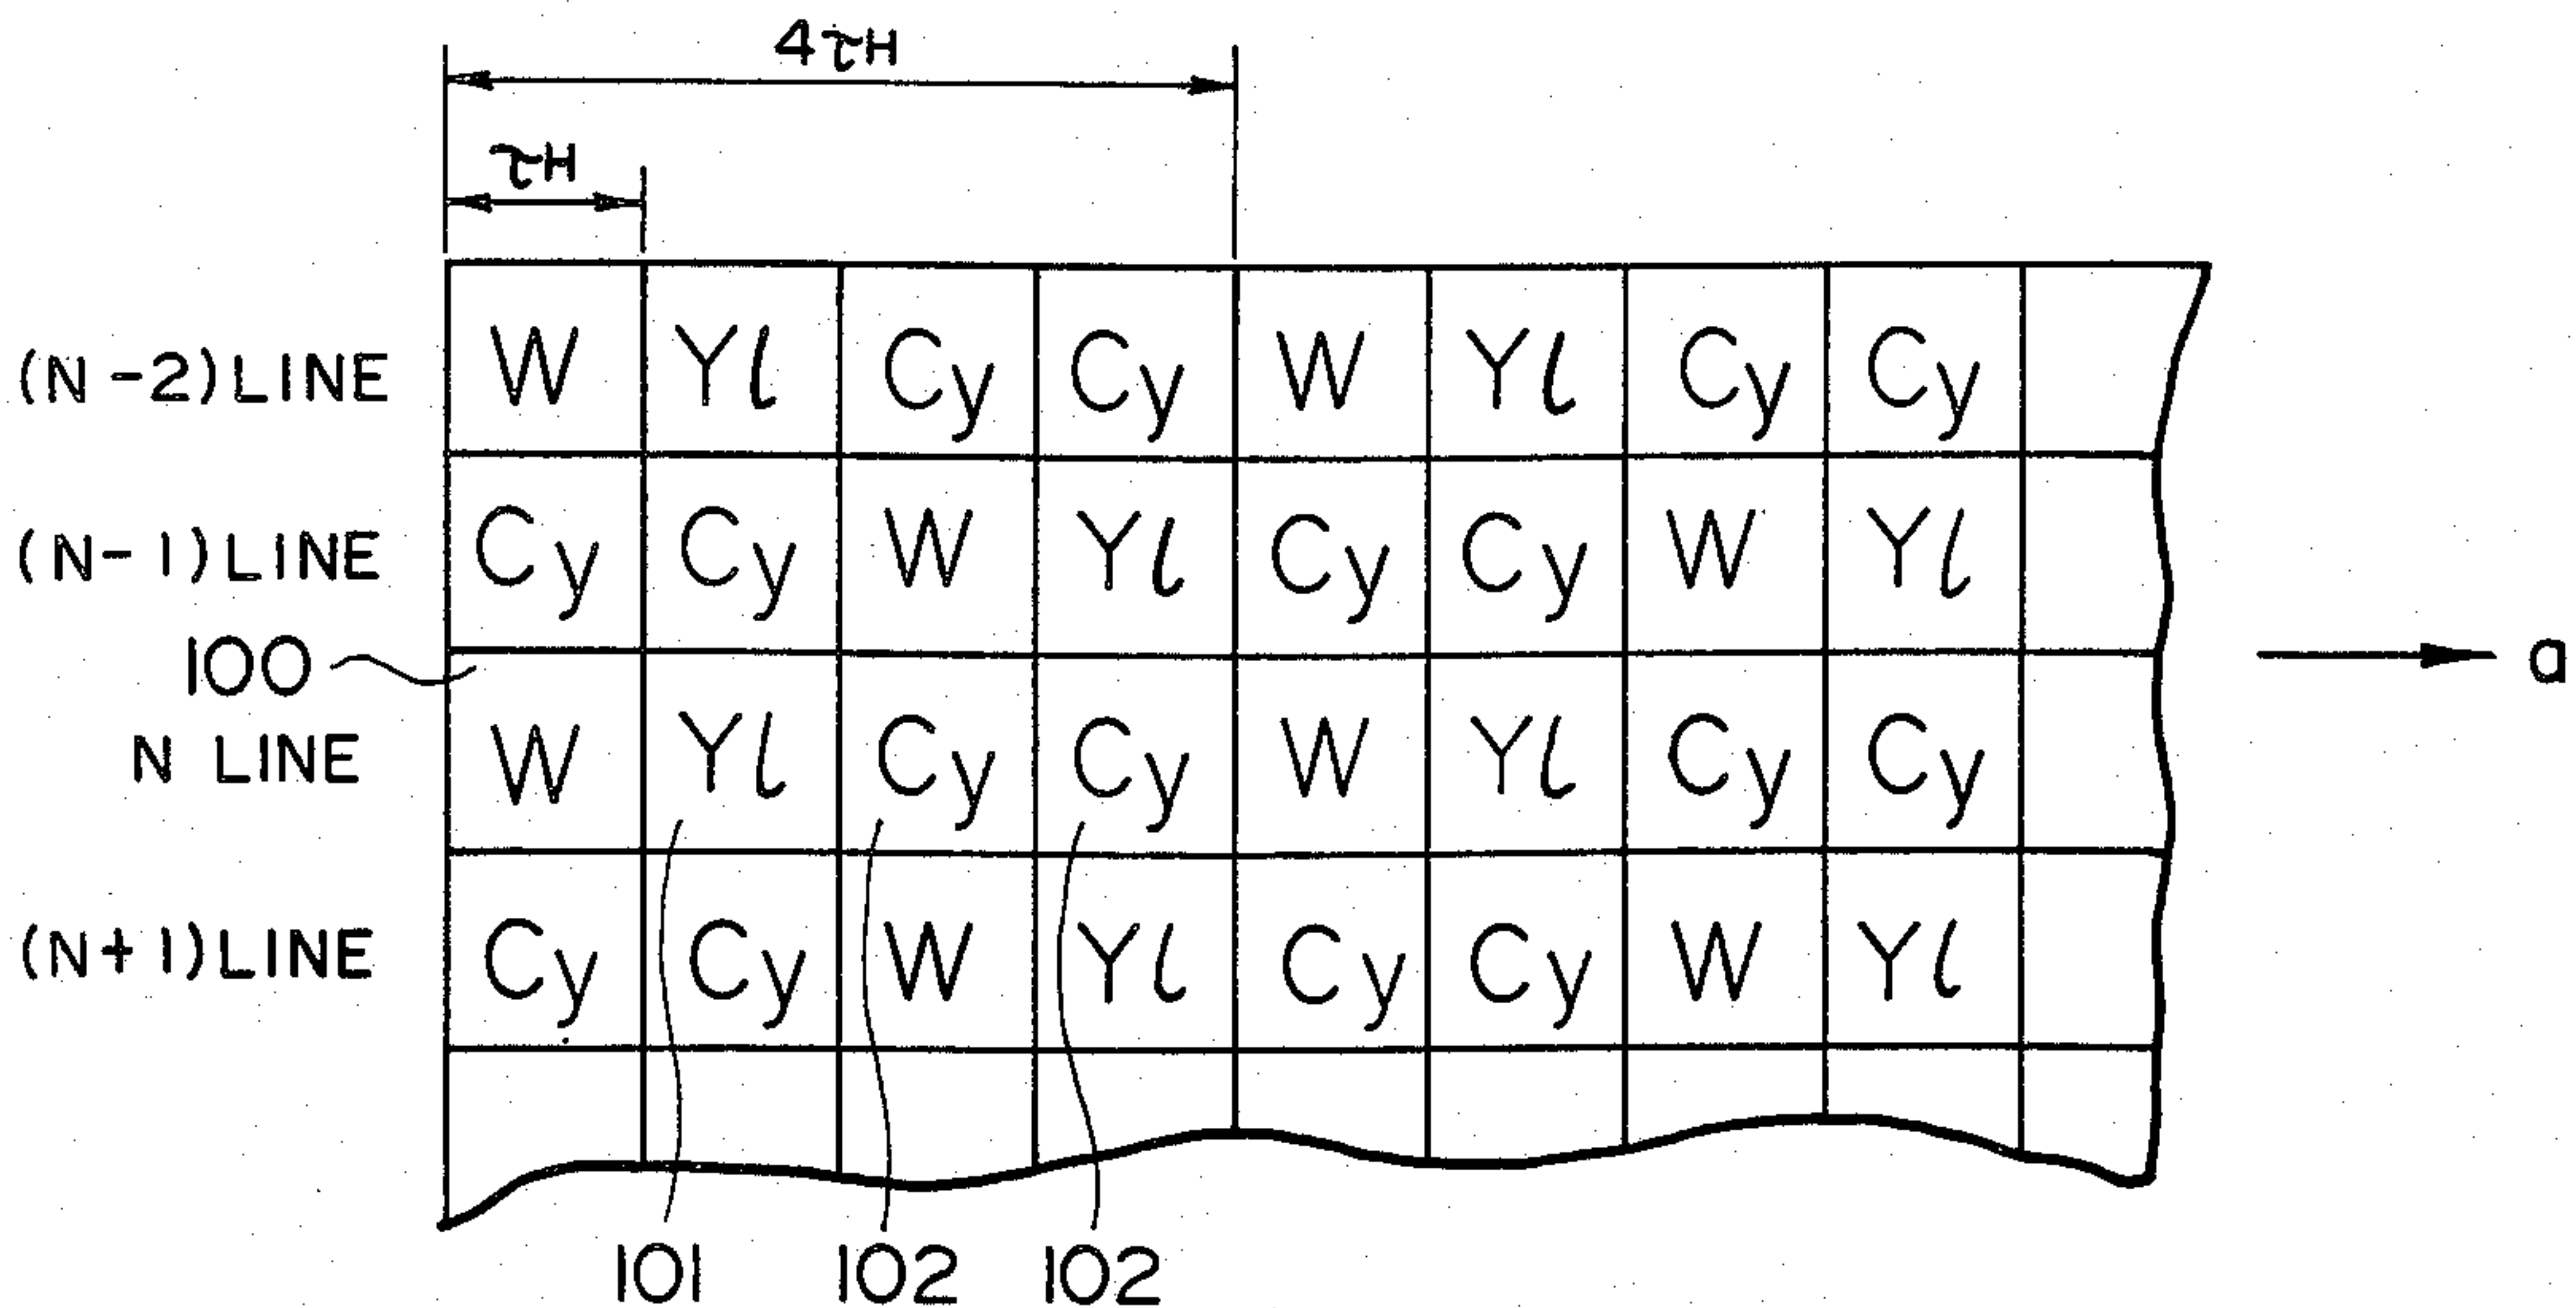 4τH
τH
(N-2)LINE W Yl Cy Cy W Yl Cy Cy
(N-1)LINE Cy Cy W Yl Cy Cy W Yl
100
a
N LINE W Yl Cy Cy W Yl Cy Cy
(N+1)LINE Cy Cy W Yl Cy Cy W Yl
101 102 102